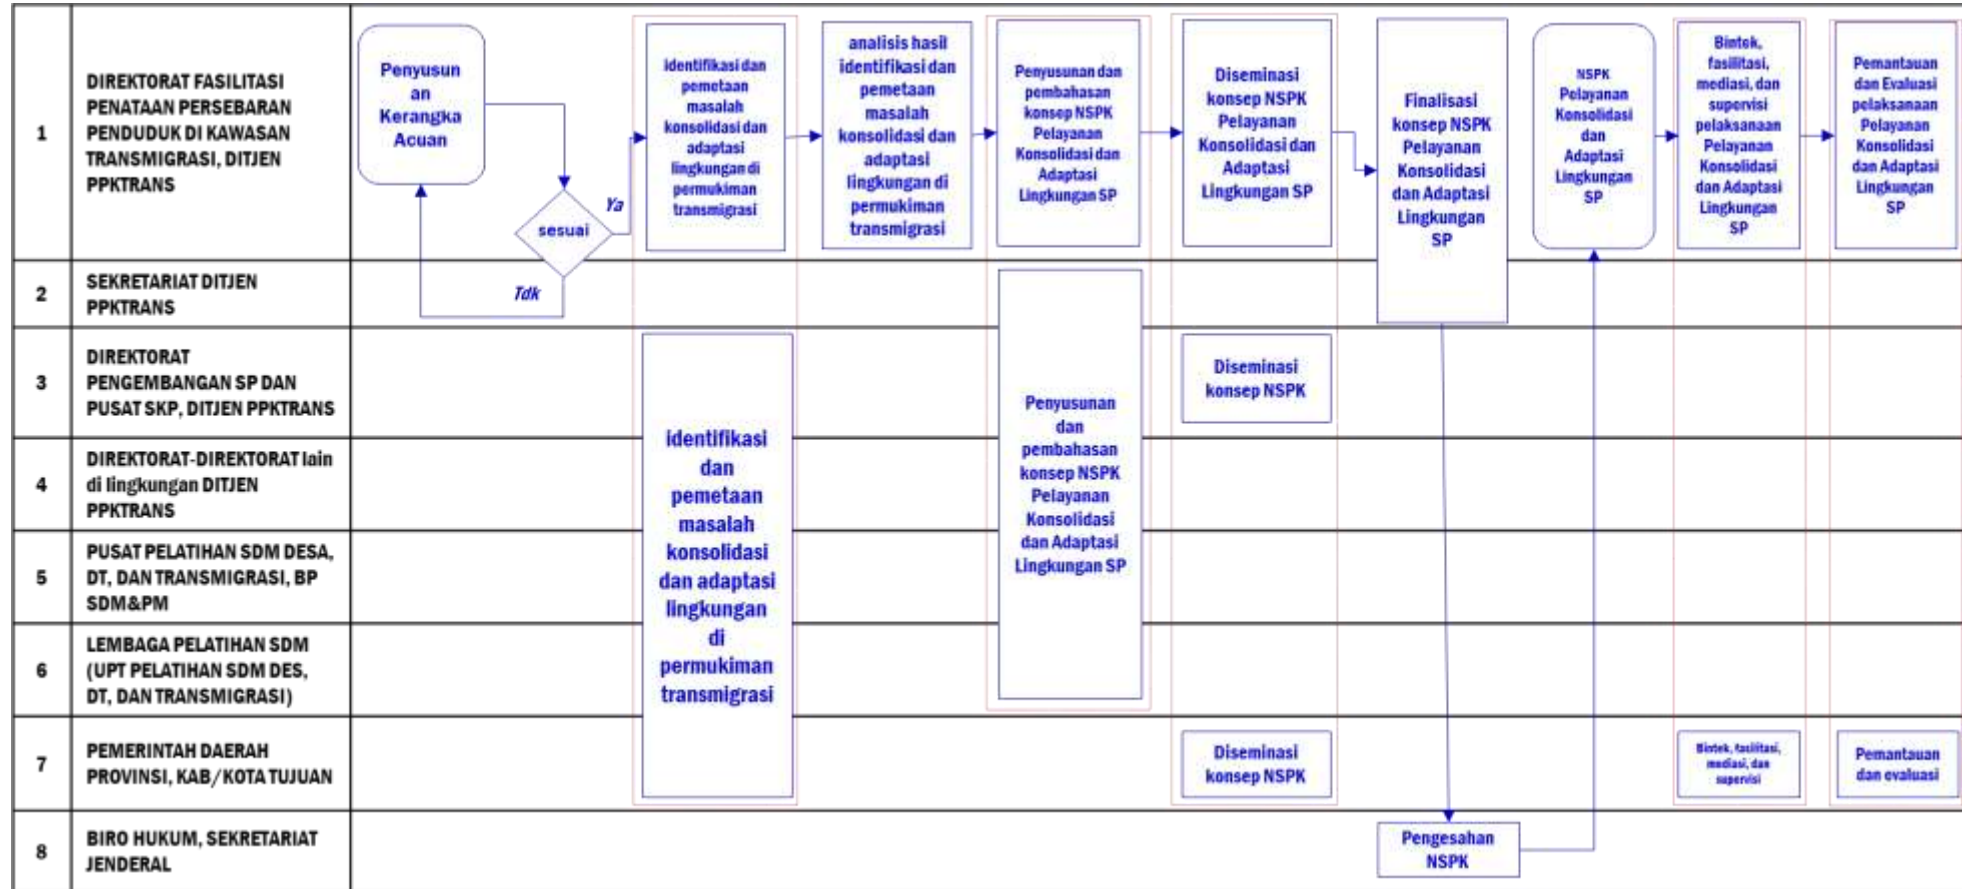 1
DIREKTORAT FASILITASI
PENATAAN PERSEBARAN
PENDUDUK DI KAWASAN
TRANSMIGRASI, DITJEN
PPKTRANS
Penyusun
an
Kerangka
Acuan
sesuai
Ya
Tdk
identifikasi dan
pemetaan
masalah
konsolidasi dan
adaptasi
lingkungan di
permukiman
transmigrasi
analisis hasil
identifikasi dan
pemetaan
masalah
konsolidasi dan
adaptasi
lingkungan di
permukiman
transmigrasi
Penyusunan dan
pembahasan
konsep NSPK
Pelayanan
Konsolidasi dan
Adaptasi
Lingkungan SP
Diseminasi
konsep NSPK
Pelayanan
Konsolidasi dan
Adaptasi
Lingkungan SP
Finalisasi
konsep NSPK
Pelayanan
Konsolidasi
dan Adaptasi
Lingkungan
SP
NSPK
Pelayanan
Konsolidasi
dan
Adaptasi
Lingkungan
SP
Bintek,
fasilitasi,
mediasi, dan
supervisi
pelaksanaan
Pelayanan
Konsolidasi
dan Adaptasi
Lingkungan
SP
Pemantauan
dan Evaluasi
pelaksanaan
Pelayanan
Konsolidasi
dan Adaptasi
Lingkungan
SP
2
SEKRETARIAT DITJEN
PPKTRANS
3
DIREKTORAT
PENGEMBANGAN SP DAN
PUSAT SKP, DITJEN PPKTRANS
identifikasi
dan
pemetaan
masalah
konsolidasi
dan adaptasi
lingkungan
di
permukiman
transmigrasi
Penyusunan
dan
pembahasan
konsep NSPK
Pelayanan
Konsolidasi
dan Adaptasi
Lingkungan SP
Diseminasi
konsep NSPK
4
DIREKTORAT-DIREKTORAT lain
di lingkungan DITJEN
PPKTRANS
5
PUSAT PELATIHAN SDM DESA,
DT, DAN TRANSMIGRASI, BP
SDM&PM
6
LEMBAGA PELATIHAN SDM
(UPT PELATIHAN SDM DES,
DT, DAN TRANSMIGRASI)
7
PEMERINTAH DAERAH
PROVINSI, KAB/KOTA TUJUAN
Diseminasi
konsep NSPK
Bintek, fasilitasi,
mediasi, dan
supervisi
Pemantauan
dan evaluasi
8
BIRO HUKUM, SEKRETARIAT
JENDERAL
Pengesahan
NSPK